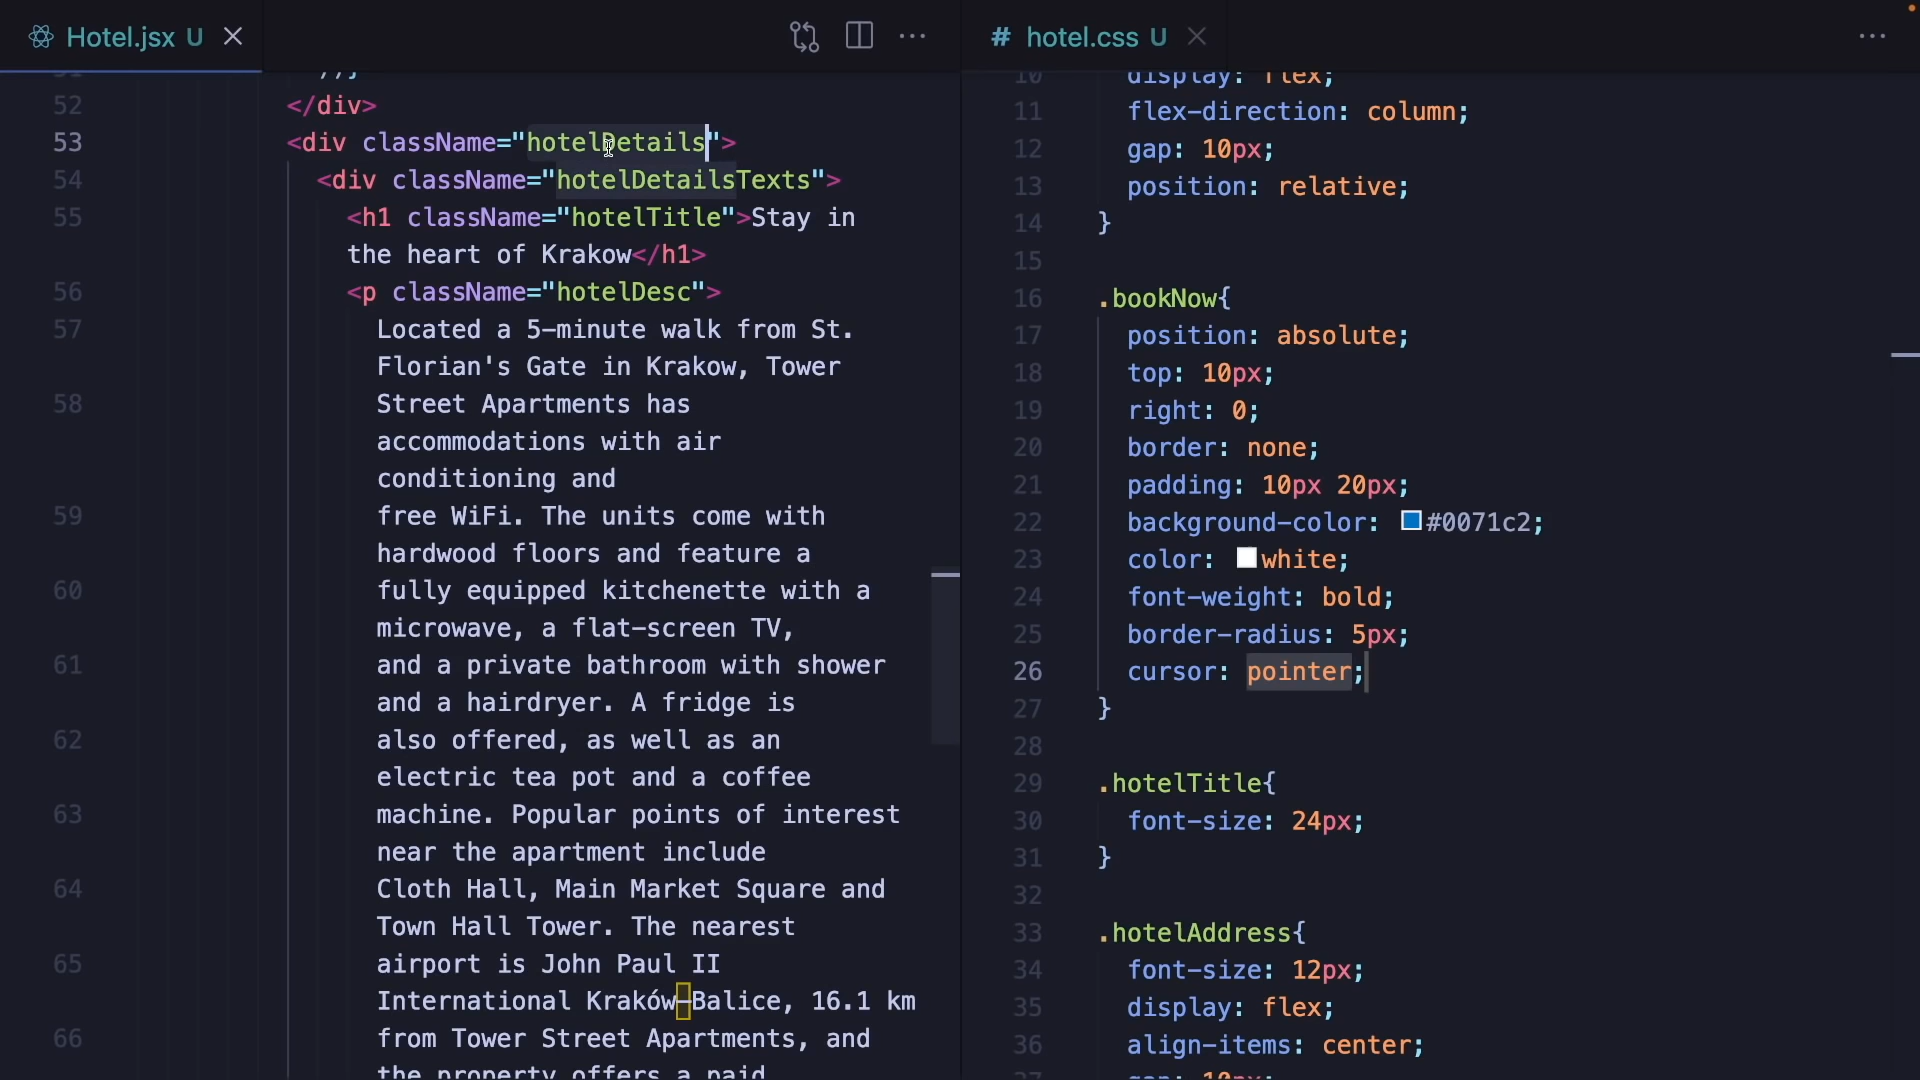 Hotel.jsx U
52 </div>
53 <div className="hotelDetails">
54 <div className="hotelDetailsTexts">
55 <h1 className="hotelTitle">Stay in
the heart of Krakow</h1>
56 <p className="hotelDesc">
57 Located a 5-minute walk from St.
Florian's Gate in Krakow, Tower
58 Street Apartments has
accommodations with air
conditioning and
59 free WiFi. The units come with
hardwood floors and feature a
60 fully equipped kitchenette with a
microwave, a flat-screen TV,
61 and a private bathroom with shower
and a hairdryer. A fridge is
62 also offered, as well as an
electric tea pot and a coffee
63 machine. Popular points of interest
near the apartment include
64 Cloth Hall, Main Market Square and
Town Hall Tower. The nearest
65 airport is John Paul II
International Kraków–Balice, 16.1 km
66 from Tower Street Apartments, and
the property offers a paid
# hotel.css U
10 display: flex;
11 flex-direction: column;
12 gap: 10px;
13 position: relative;
14 }
15
16 .bookNow{
17 position: absolute;
18 top: 10px;
19 right: 0;
20 border: none;
21 padding: 10px 20px;
22 background-color: #0071c2;
23 color: white;
24 font-weight: bold;
25 border-radius: 5px;
26 cursor: pointer;
27 }
28
29 .hotelTitle{
30 font-size: 24px;
31 }
32
33 .hotelAddress{
34 font-size: 12px;
35 display: flex;
36 align-items: center;
37 gap: 10px;